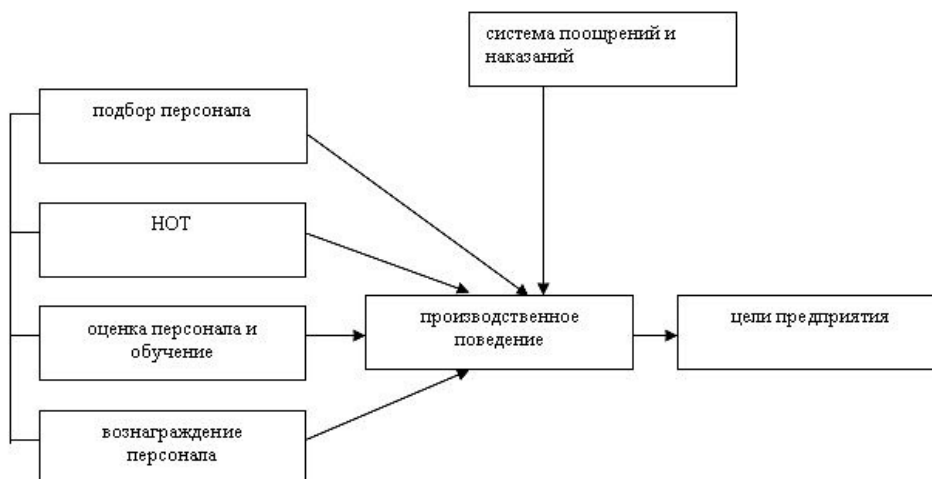 система поощрений и
наказаний
подбор персонала
НОТ
оценка персонала и
обучение
производственное
поведение
цели предприятия
вознаграждение
персонала